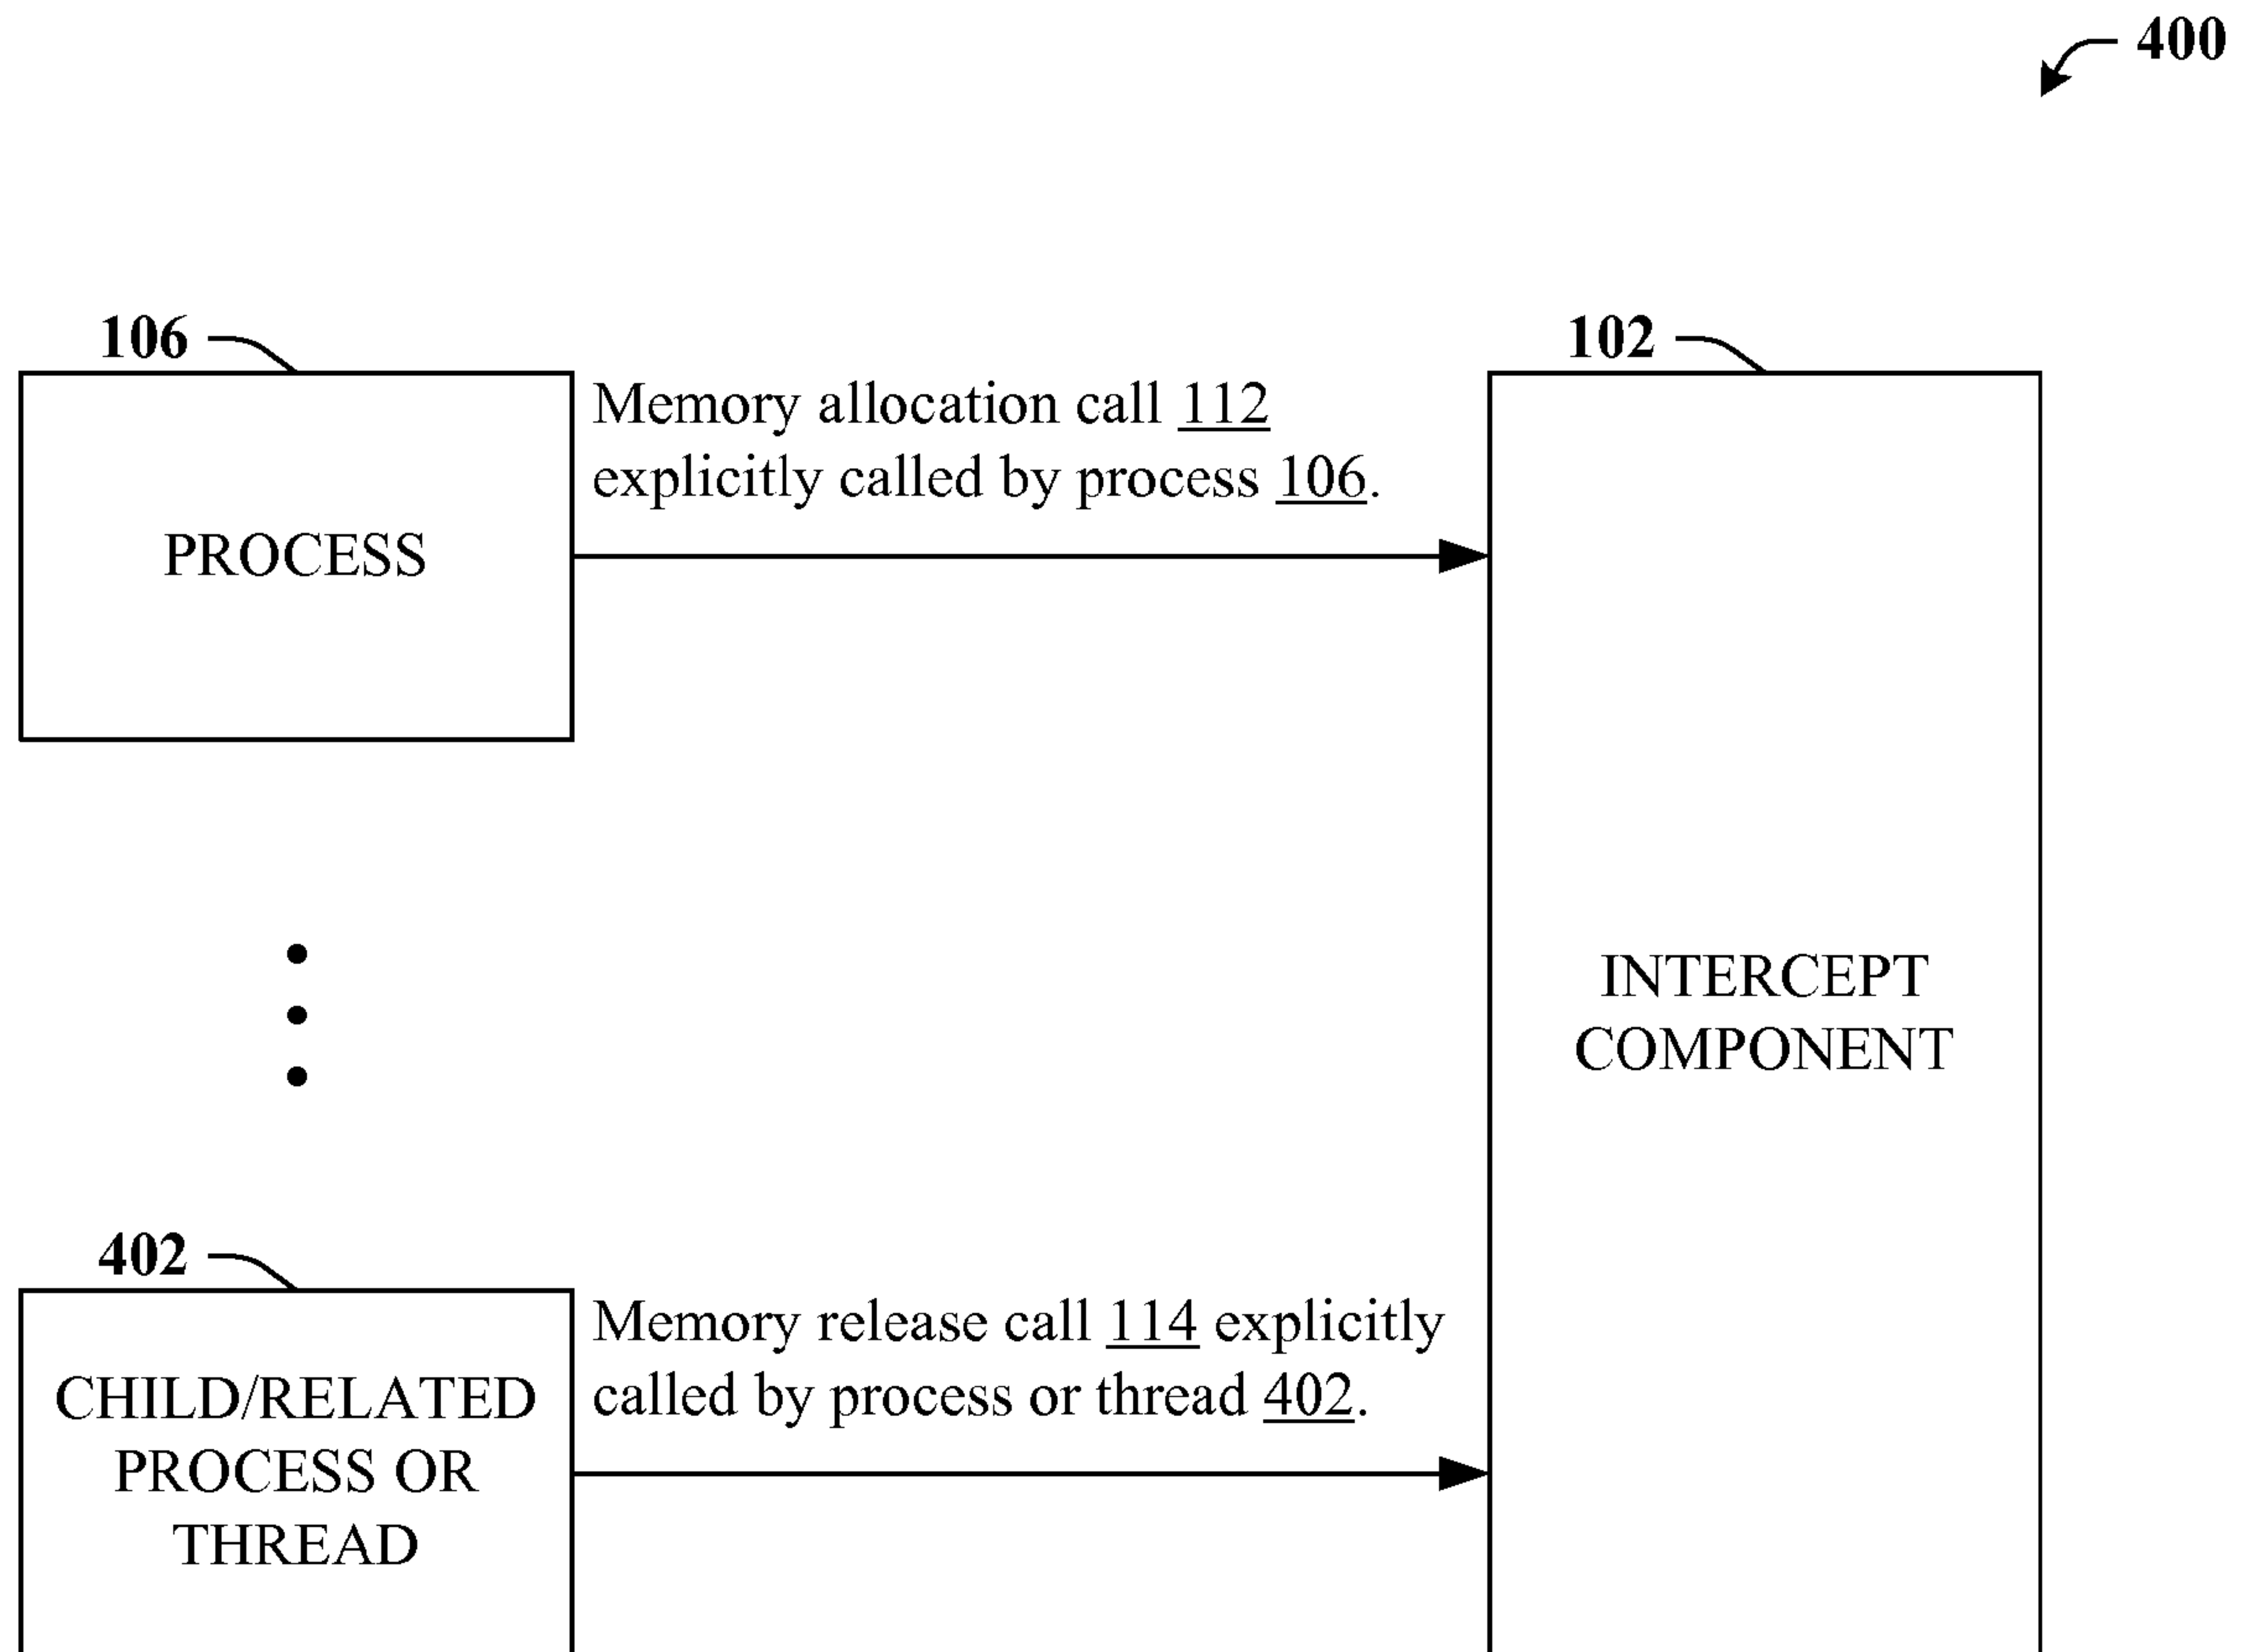 400
106
102
Memory allocation call 112
explicitly called by process 106.
PROCESS
INTERCEPT
COMPONENT
402
Memory release call 114 explicitly
called by process or thread 402.
CHILD/RELATED
PROCESS OR
THREAD